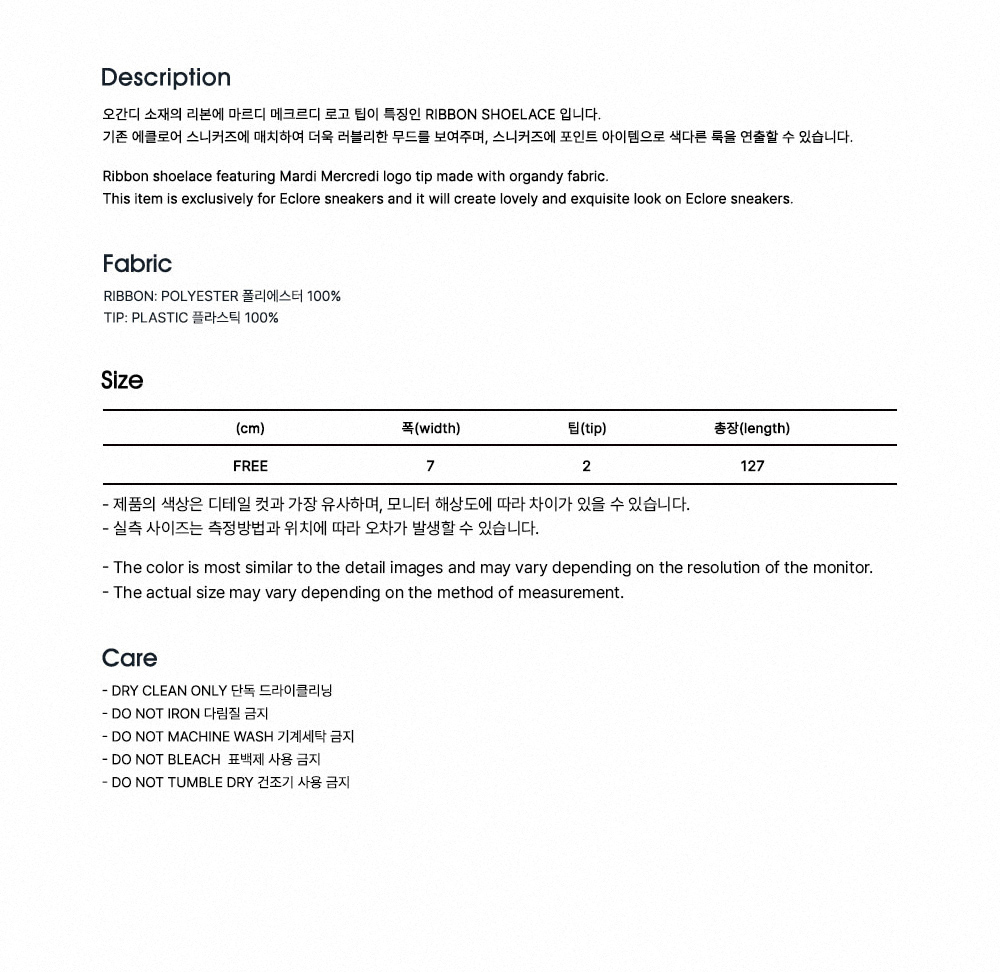 Description
오간디 소재의 리본에 마르디 메크르디 로고 팁이 특징인 RIBBON SHOELACE 입니다.
기존 에클로어 스니커즈에 매치하여 더욱 러블리한 무드를 보여주며, 스니커즈에 포인트 아이템으로 색다른 룩을 연출할 수 있습니다.
Ribbon shoelace featuring Mardi Mercredi logo tip made with organdy fabric.
This item is exclusively for Eclore sneakers and it will create lovely and exquisite look on Eclore sneakers.
Fabric
RIBBON: POLYESTER 폴리에스터 100%
TIP: PLASTIC 플라스틱 100%
Size
(cm) 폭(width) 팁(tip) 총장(length)
FREE 7 2 127
- 제품의 색상은 디테일 컷과 가장 유사하며, 모니터 해상도에 따라 차이가 있을 수 있습니다.
- 실측 사이즈는 측정방법과 위치에 따라 오차가 발생할 수 있습니다.
- The color is most similar to the detail images and may vary depending on the resolution of the monitor.
- The actual size may vary depending on the method of measurement.
Care
- DRY CLEAN ONLY 단독 드라이클리닝
- DO NOT IRON 다림질 금지
- DO NOT MACHINE WASH 기계세탁 금지
- DO NOT BLEACH 표백제 사용 금지
- DO NOT TUMBLE DRY 건조기 사용 금지